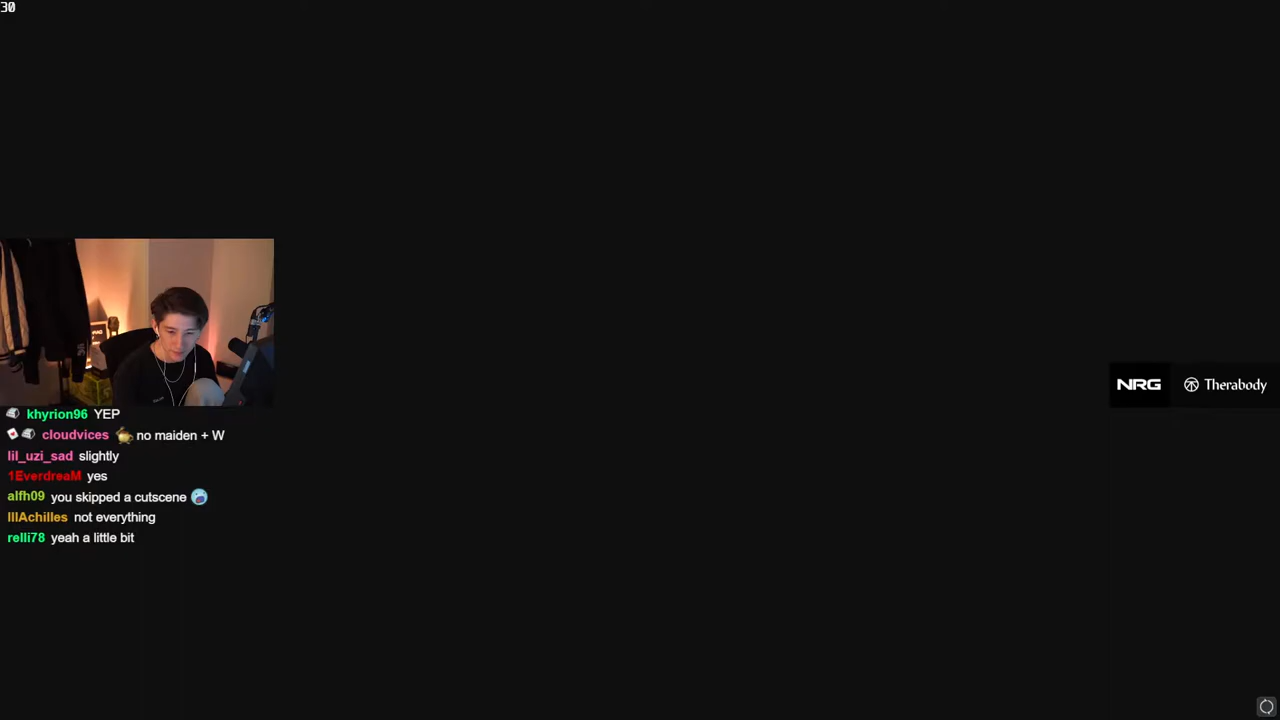 30
NRG Therabody
khyrion96 YEP
cloudvices no maiden + W
lil_uzi_sad slightly
1EverdreaM yes
alfh09 you skipped a cutscene
IllAchilles not everything
relli78 yeah a little bit